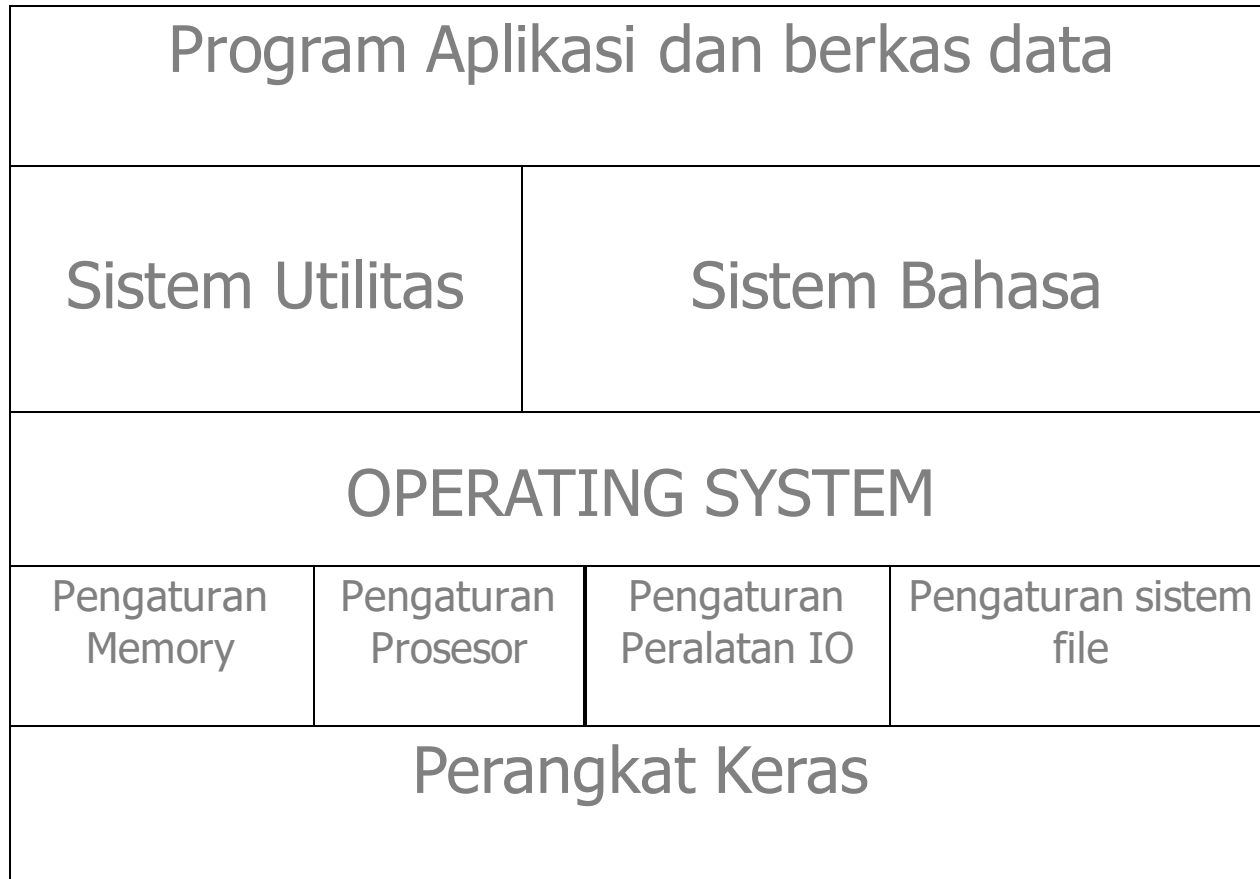 Program Aplikasi dan berkas data
Sistem Utilitas
Sistem Bahasa
OPERATING SYSTEM
Pengaturan
Memory
Pengaturan
Prosesor
Pengaturan
Peralatan IO
Pengaturan sistem
file
Perangkat Keras